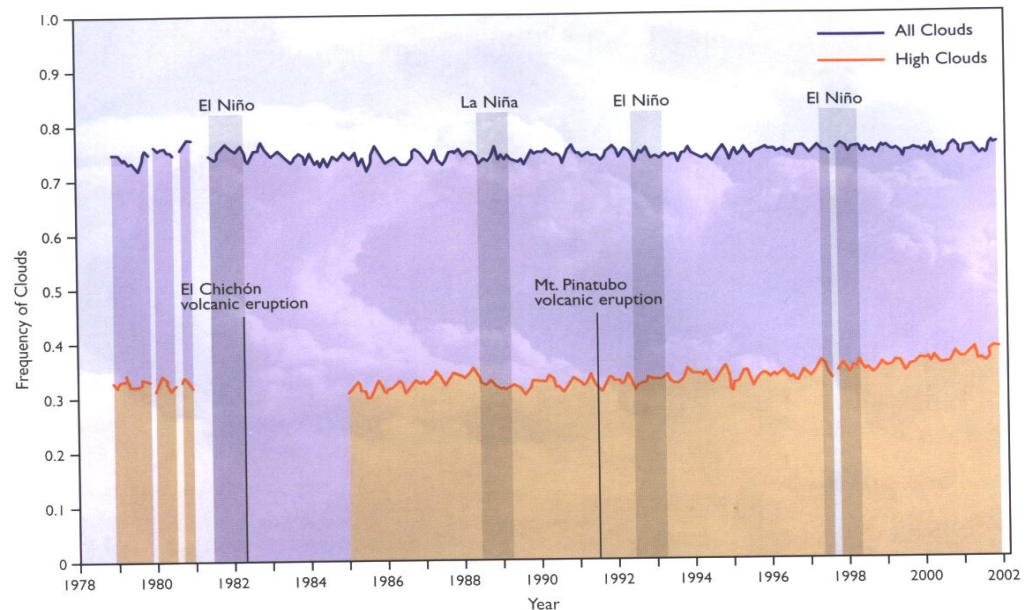 1.0
0.9
0.8
0.7
0.6
0.5
0.4
0.3
0.2
0.1
0
Frequency of Clouds
All Clouds
High Clouds
El Niño
La Niña
El Niño
El Niño
El Chichón
volcanic eruption
Mt. Pinatubo
volcanic eruption
1978 1980 1982 1984 1986 1988 1990 1992 1994 1996 1998 2000 2002
Year